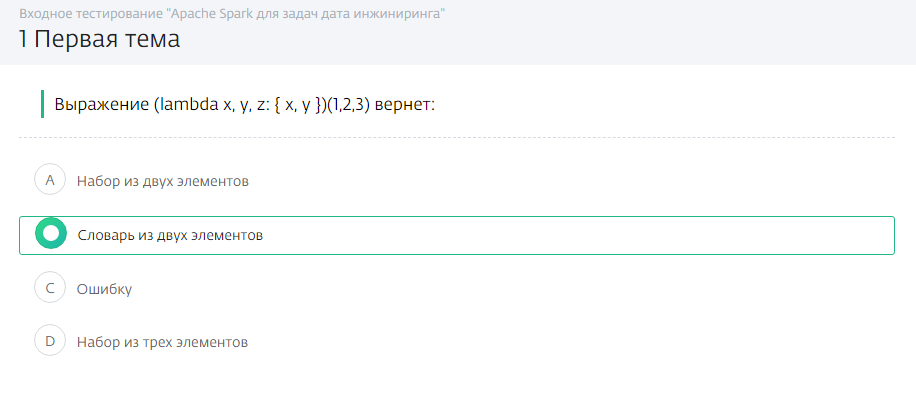 Входное тестирование "Apache Spark для задач дата инжиниринга"
1 Первая тема
Выражение (lambda x, y, z: { x, y })(1,2,3) вернет:
A Набор из двух элементов
Словарь из двух элементов
C Ошибку
D Набор из трех элементов